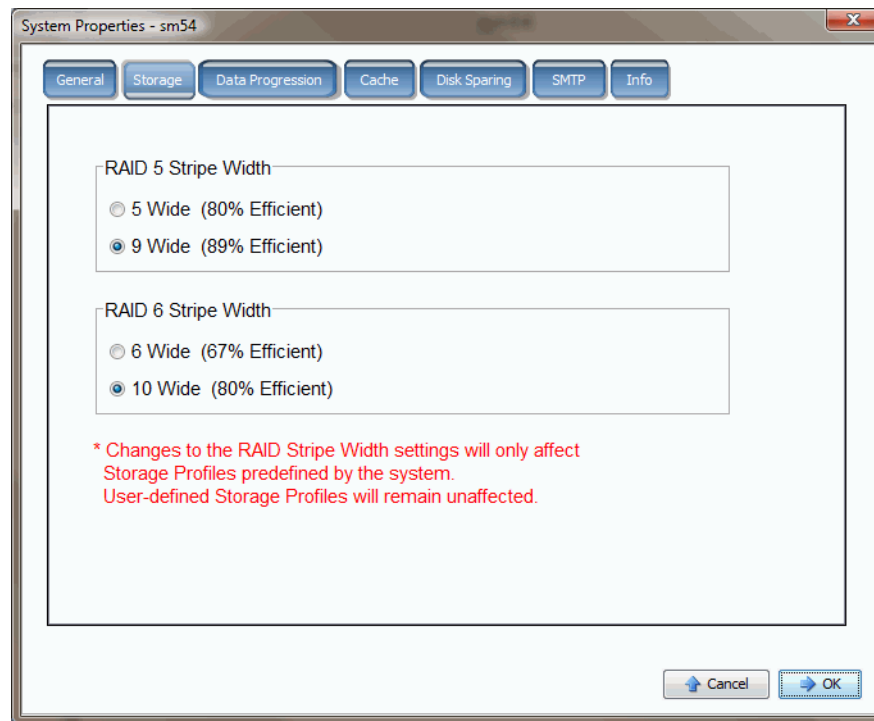 System Properties - sm54
General Storage Data Progression Cache Disk Sparing SMTP Info
RAID 5 Stripe Width
5 Wide (80% Efficient)
9 Wide (89% Efficient)
RAID 6 Stripe Width
6 Wide (67% Efficient)
10 Wide (80% Efficient)
* Changes to the RAID Stripe Width settings will only affect
Storage Profiles predefined by the system.
User-defined Storage Profiles will remain unaffected.
Cancel OK